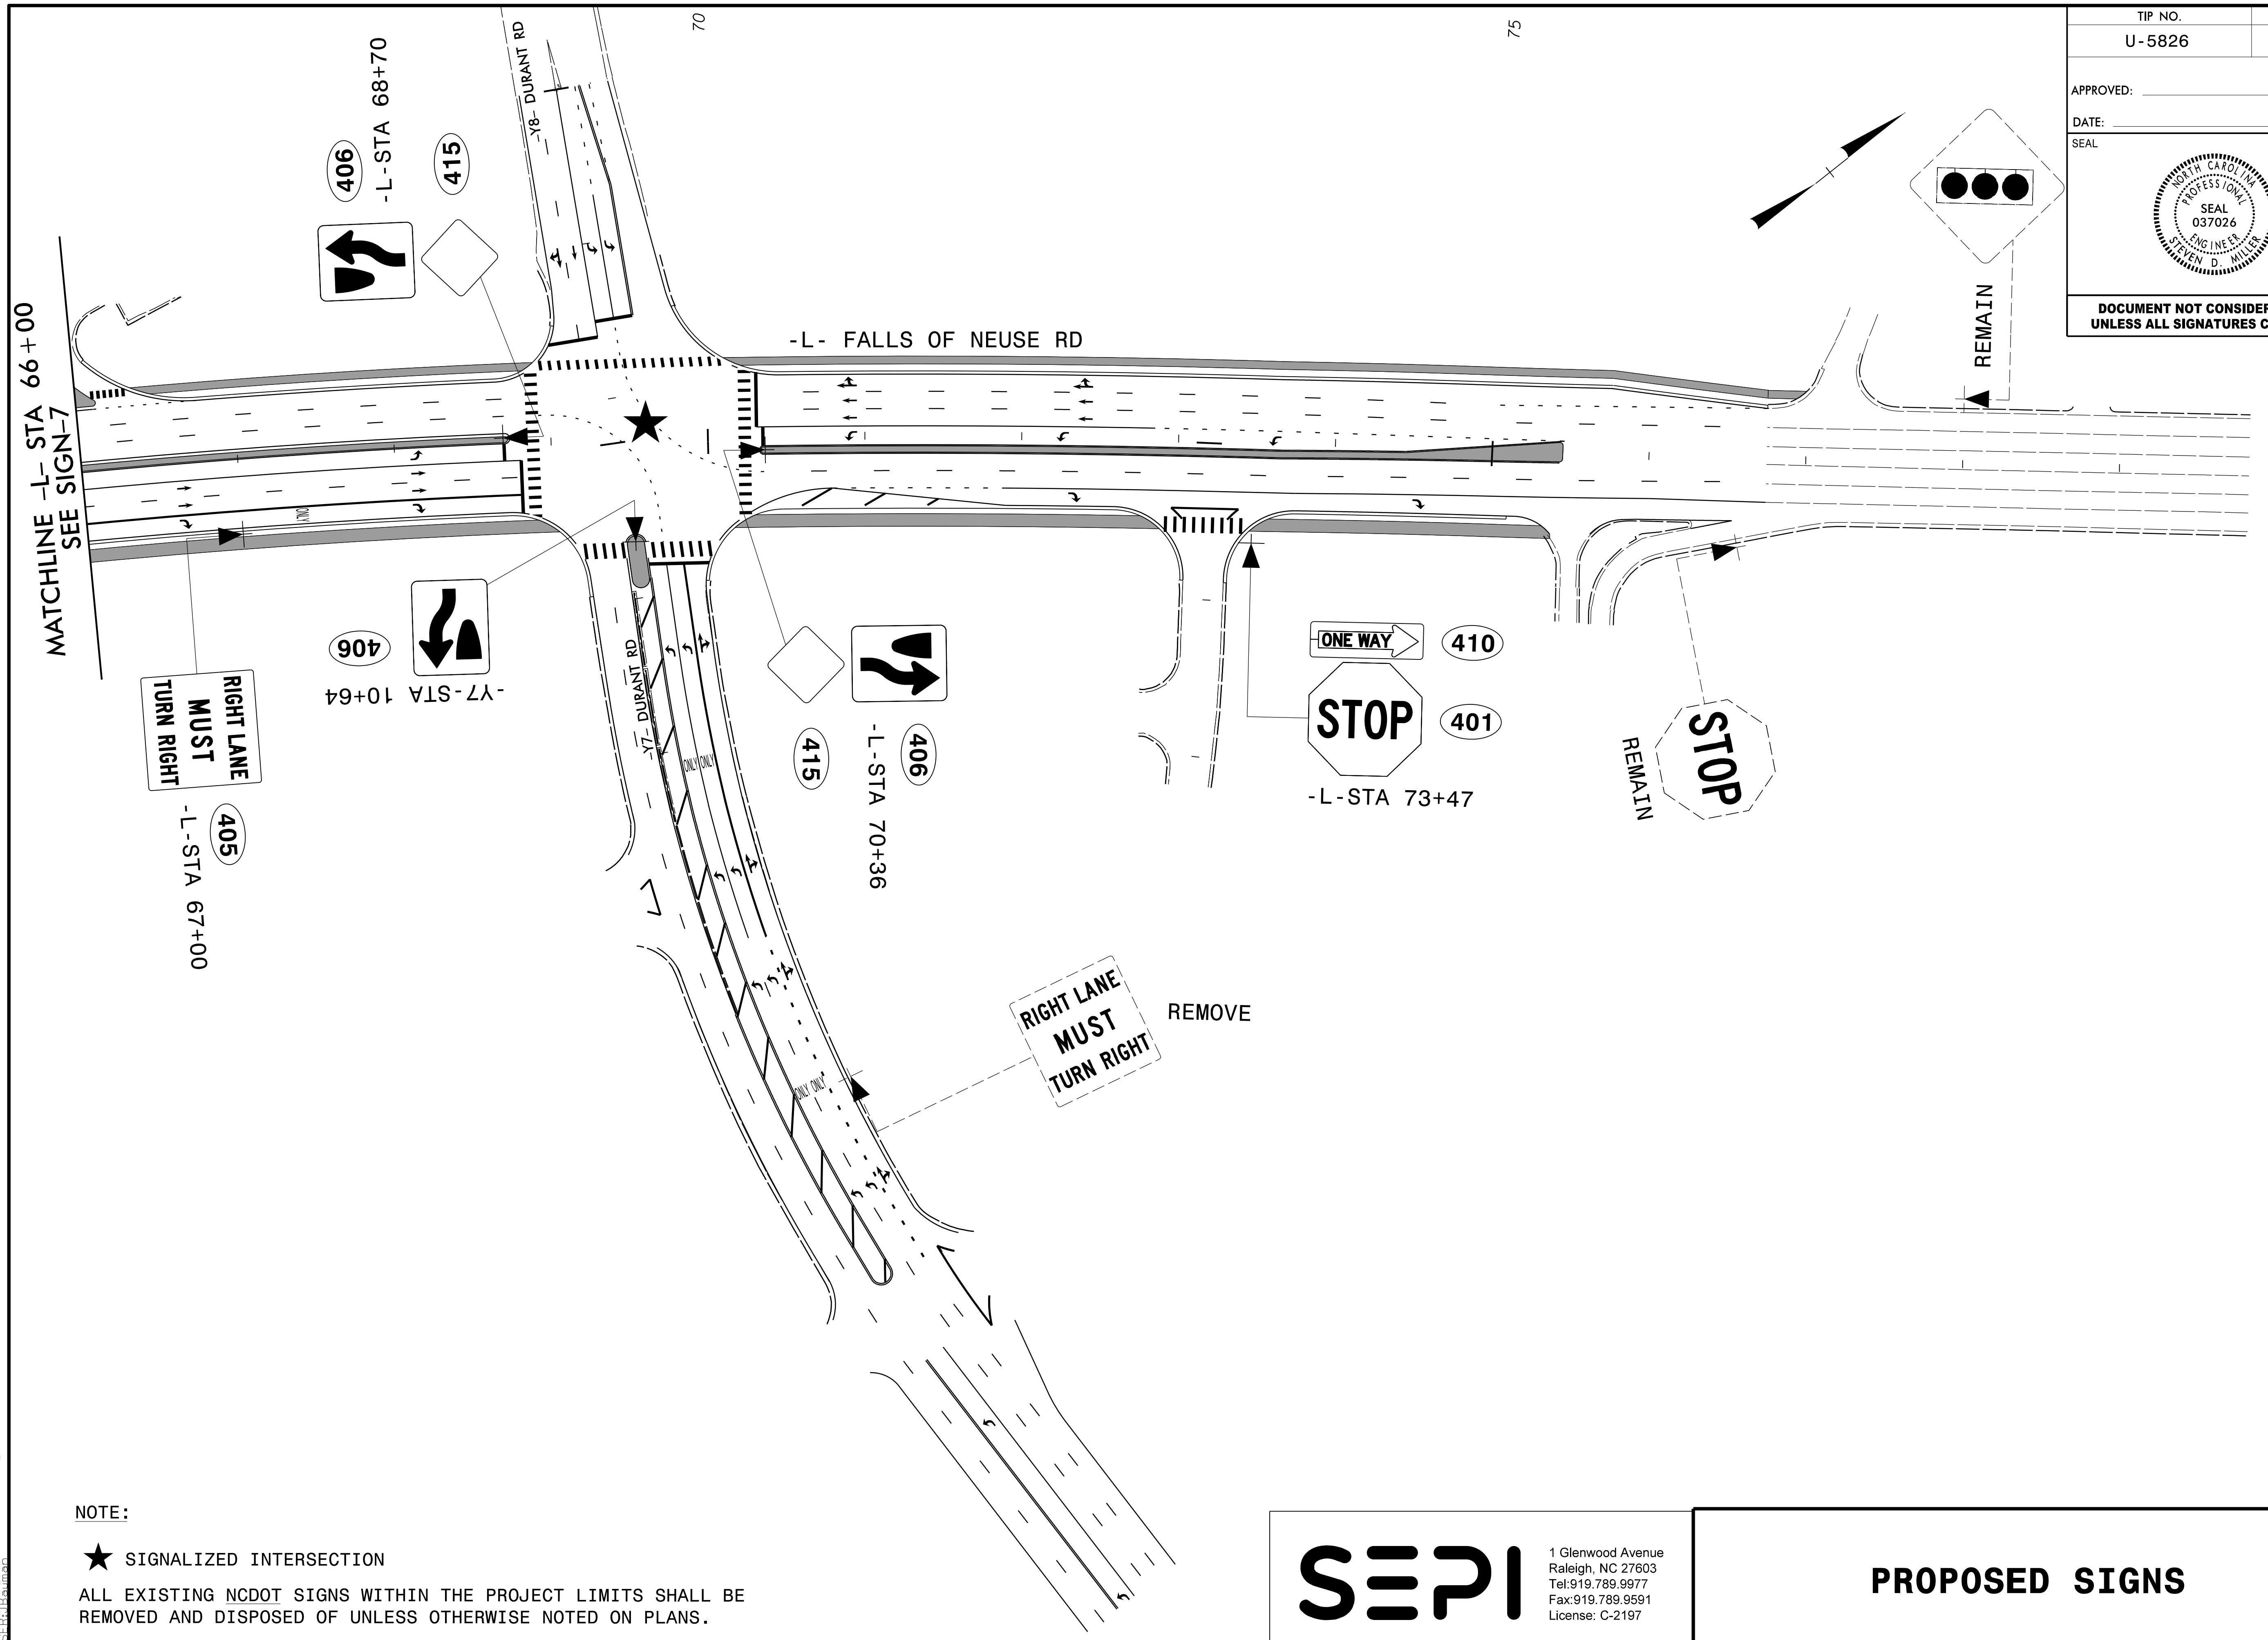 70
75
TIP NO.
U-5826
APPROVED:
DATE:
SEAL
NORTH CAROLINA
PROFESSIONAL
SEAL
037026
ENGINEER
STEVEN D. MILLER
DOCUMENT NOT
UNLESS ALL SIGNATURES
-Y8- DURANT RD
-L-STA 68+70
406
415
MATCHLINE -L- STA 66+00
SEE SIGN-7
-L- FALLS OF NEUSE RD
REMAIN
ONLY
406
-Y7-STA 10+64
RIGHT LANE
MUST
TURN RIGHT
405
-L-STA 67+00
-Y7- DURANT RD
ONLY ONLY
415
406
-L-STA 70+36
ONE WAY
410
STOP
401
-L-STA 73+47
STOP
REMAIN
RIGHT LANE
MUST
TURN RIGHT
REMOVE
ONLY ONLY
NOTE:
SIGNALIZED INTERSECTION
ALL EXISTING NCDOT SIGNS WITHIN THE PROJECT LIMITS SHALL BE
REMOVED AND DISPOSED OF UNLESS OTHERWISE NOTED ON PLANS.
SEPI
1 Glenwood Avenue
Raleigh, NC 27603
Tel:919.789.9977
Fax:919.789.9591
License: C-2197
PROPOSED SIGNS